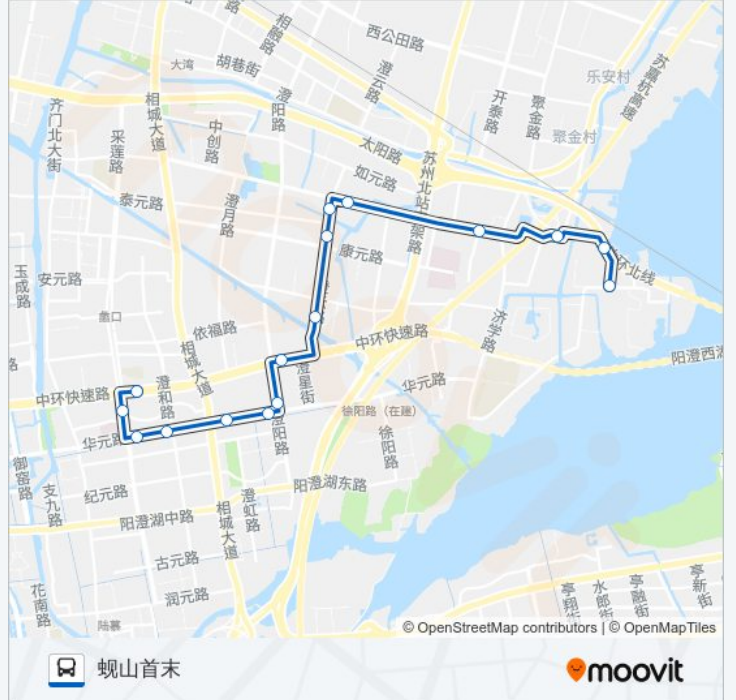 相融路
西公田路
苏嘉杭高速
大湾
胡巷街
澄云路
乐安村
齐门北大街
相城大道
澄阳路
开泰路
聚金路
采莲路
中创路
太阳路
聚金村
苏州北站
架路
如元路
泰元路
澄月路
康元路
中环北线
玉成路
安元路
蠡口
依福路
济学路
中环快速路
相城大道
阳澄西湖
中环快速路
澄和路
澄星街
华元路
徐阳路（在建）
华元路
澄阳路
徐阳路
御窑路
支九路
纪元路
阳澄湖东路
澄虹路
阳澄湖中路
相城大道
古元路
花南路
润元路
亭翔街
水郎街
亭融街
亭新街
陆慕
© OpenStreetMap contributors | © OpenMapTiles
蚬山首末
moovit